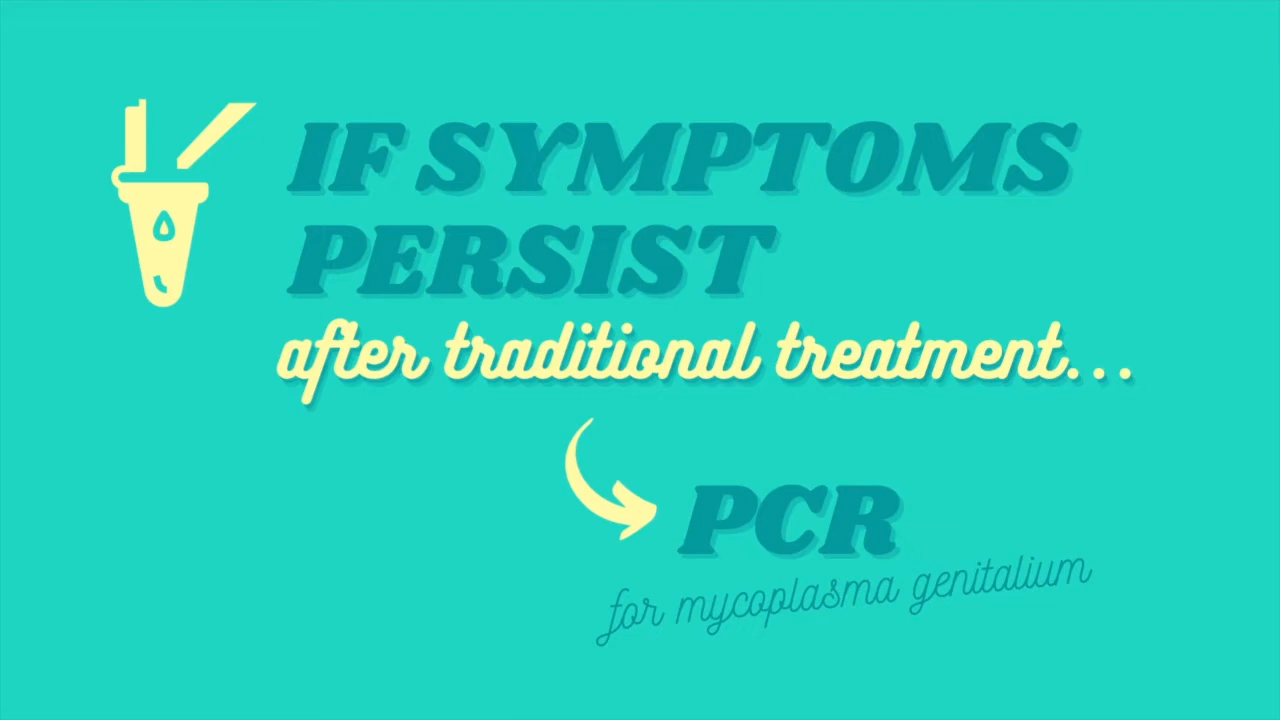 IF SYMPTOMS
PERSIST
after traditional treatment...
PCR
for mycoplasma genitalium